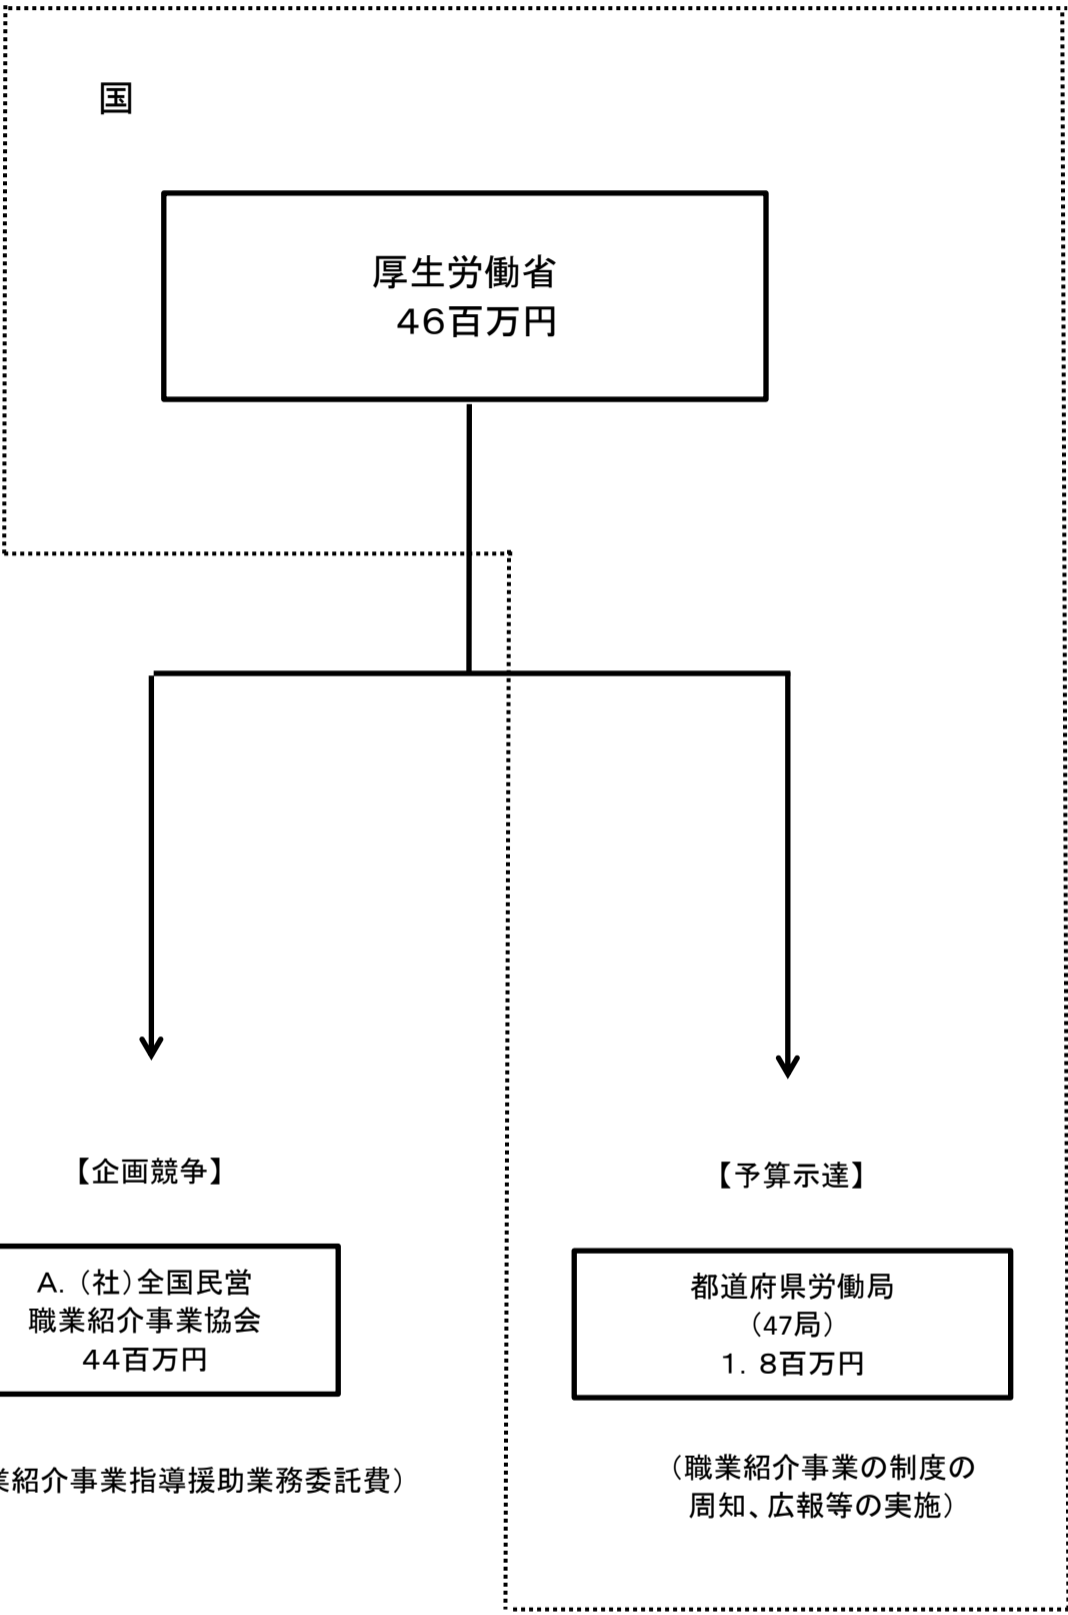 国
厚生労働省
46百万円
【企画競争】
A.（社）全国民営
職業紹介事業協会
44百万円
業紹介事業指導援助業務委託費）
【予算示達】
都道府県労働局
（47局）
1．8百万円
（職業紹介事業の制度の
周知、広報等の実施）